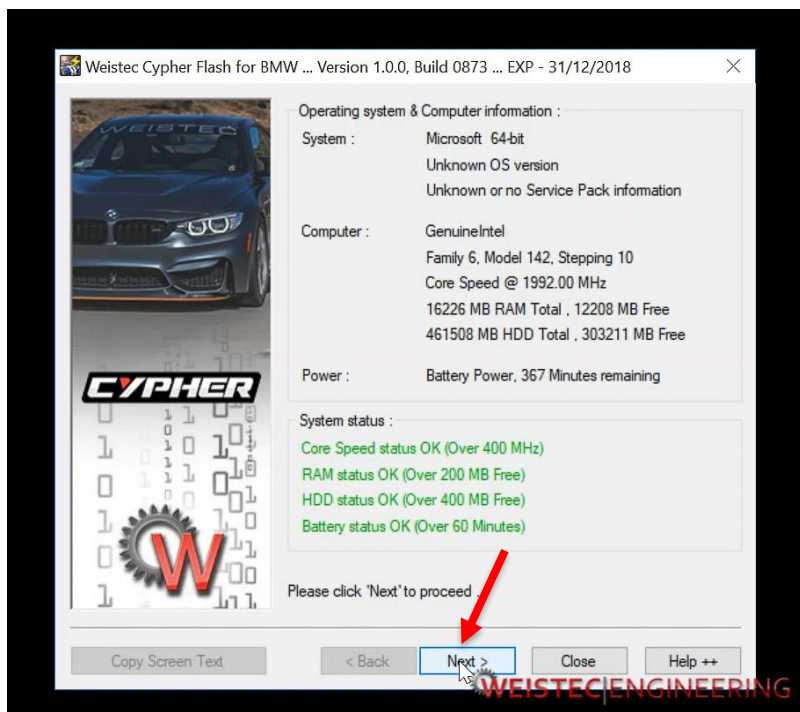 Weistec Cypher Flash for BMW ... Version 1.0.0, Build 0873 ... EXP - 31/12/2018
WEISTEC
CYPHER
W
Operating system & Computer information :
System : Microsoft 64-bit
Unknown OS version
Unknown or no Service Pack information
Computer : GenuineIntel
Family 6, Model 142, Stepping 10
Core Speed @ 1992.00 MHz
16226 MB RAM Total , 12208 MB Free
461508 MB HDD Total , 303211 MB Free
Power : Battery Power, 367 Minutes remaining
System status :
Core Speed status OK (Over 400 MHz)
RAM status OK (Over 200 MB Free)
HDD status OK (Over 400 MB Free)
Battery status OK (Over 60 Minutes)
Please click 'Next' to proceed .
Copy Screen Text < Back Next > Close Help ++
WEISTEC|ENGINEERING